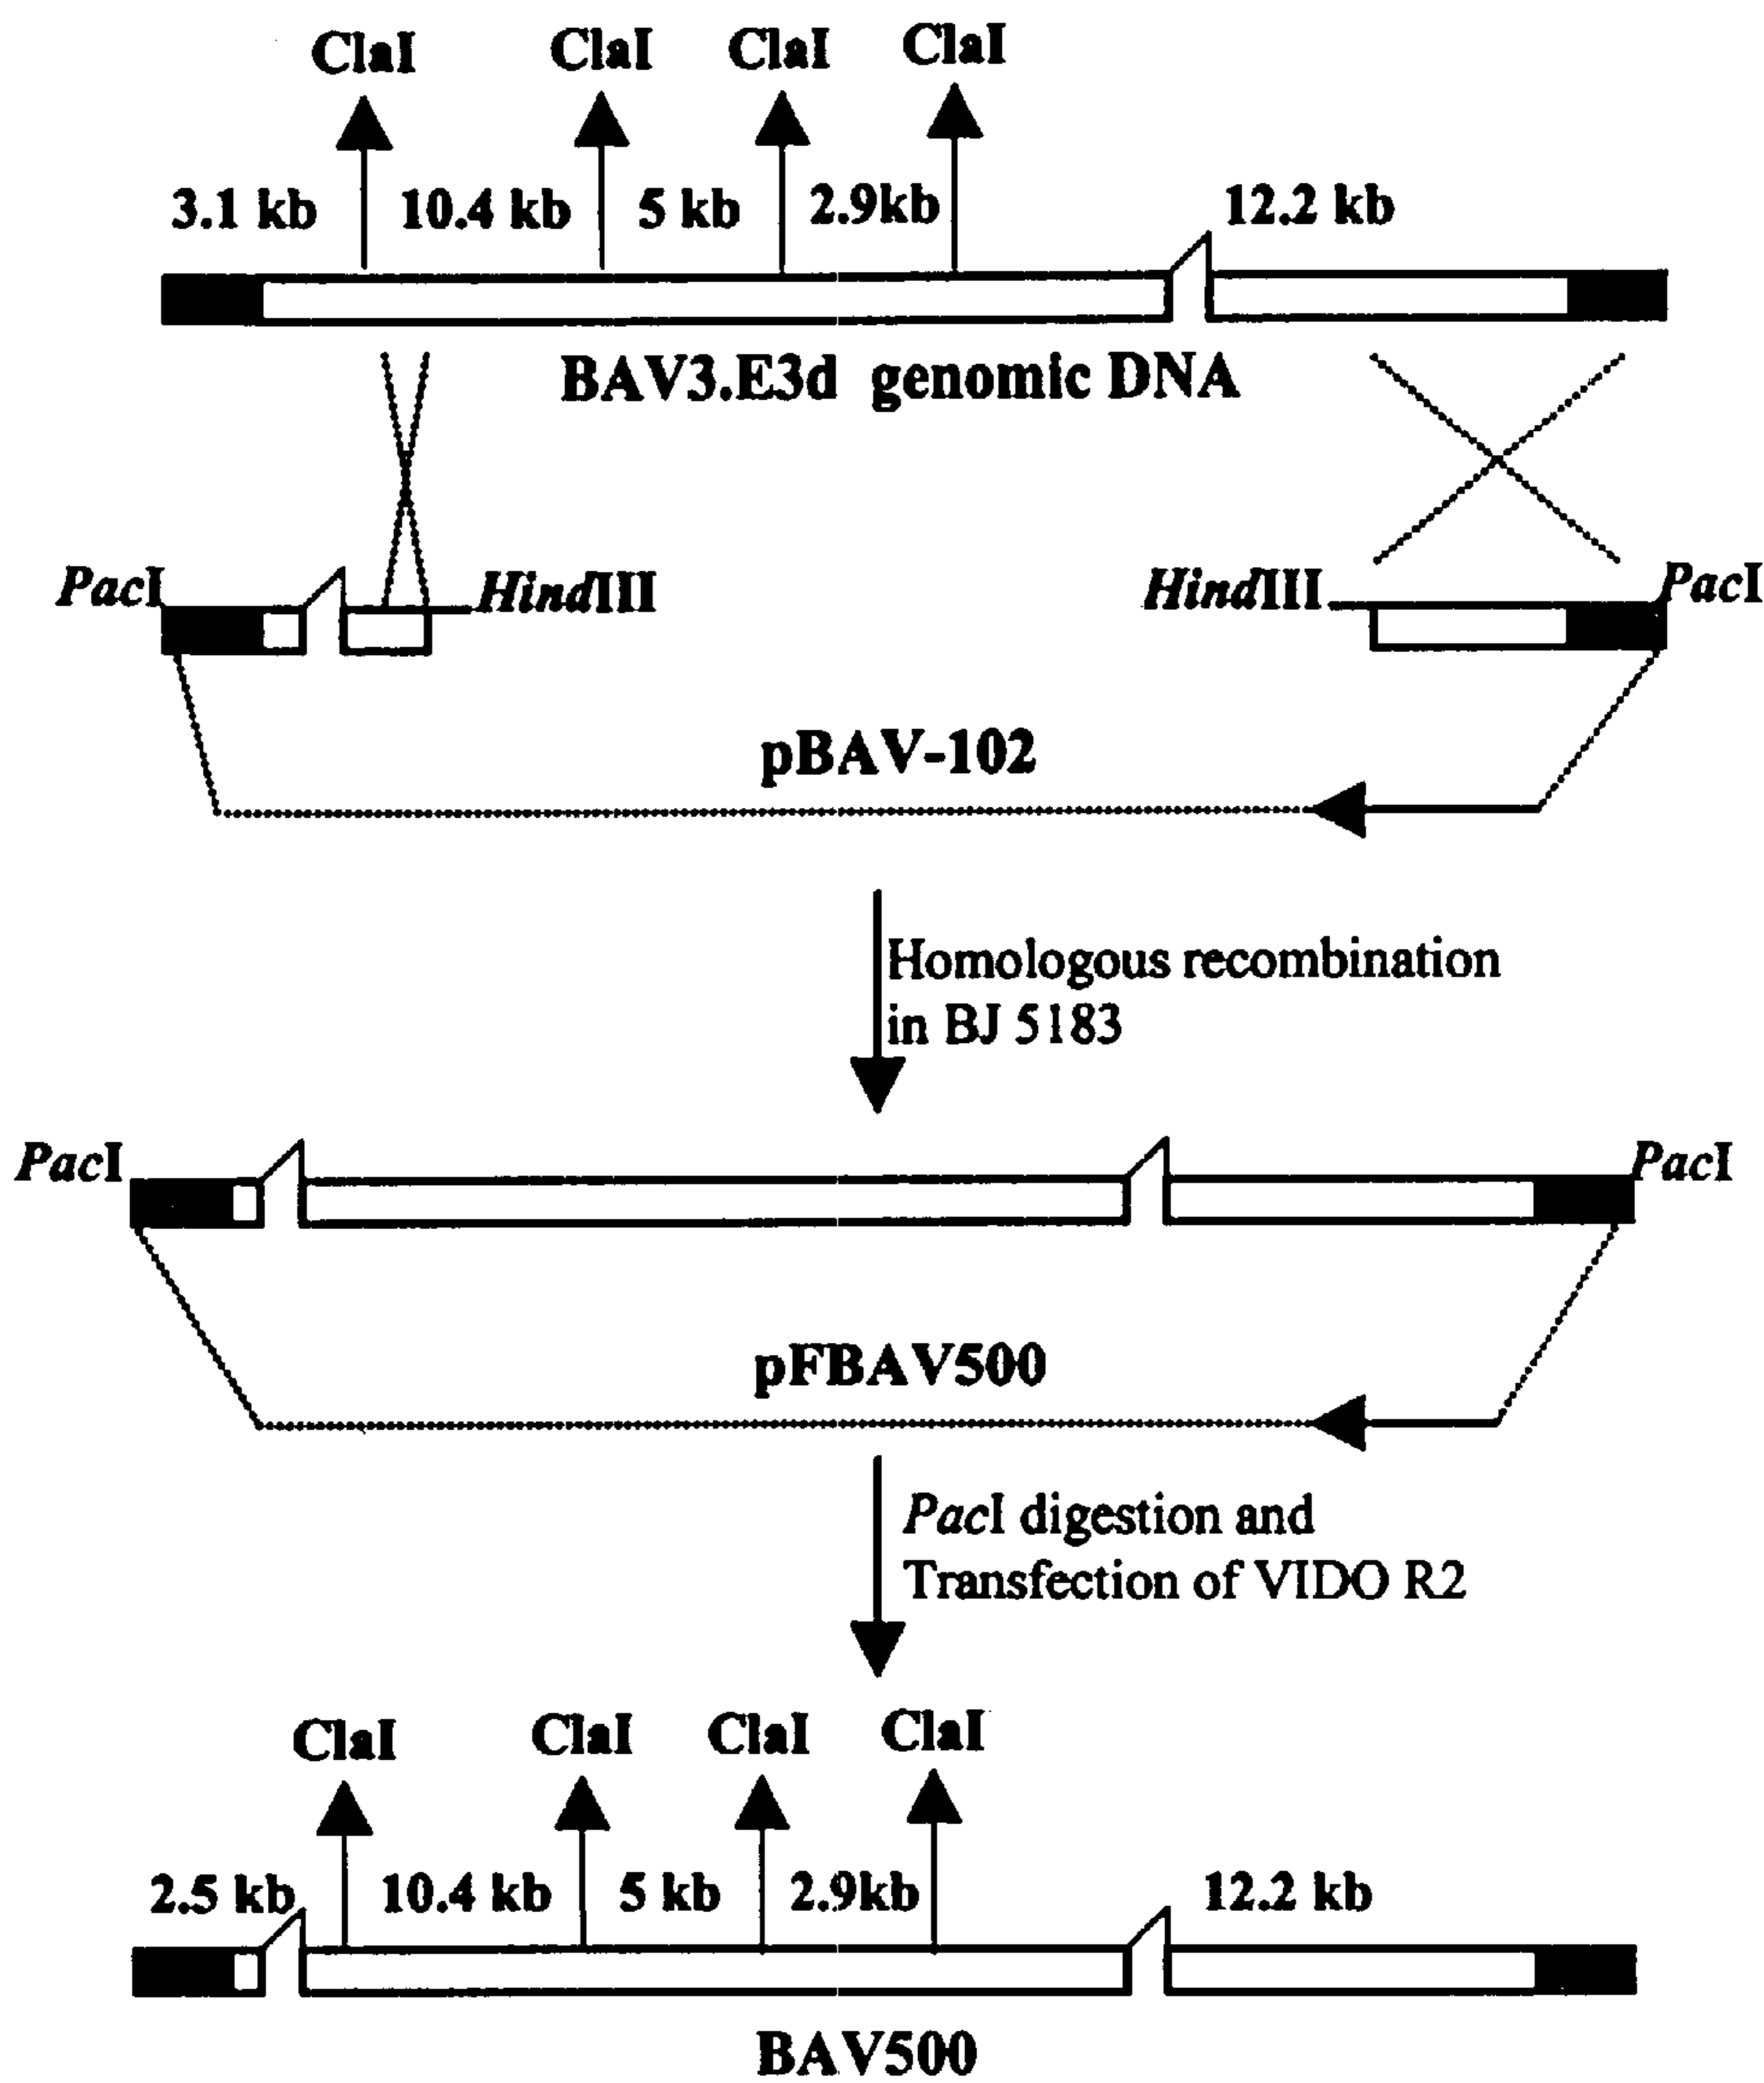 ClaI ClaI ClaI ClaI
3.1 kb 10.4 kb 5 kb 2.9kb 12.2 kb
BAV3.E3d genomic DNA
PacI HindIII HindIII PacI
pBAV-102
Homologous recombination
in BJ 5183
PacI PacI
pFBAV500
PacI digestion and
Transfection of VIDO R2
ClaI ClaI ClaI ClaI
2.5 kb 10.4 kb 5 kb 2.9kb 12.2 kb
BAV500